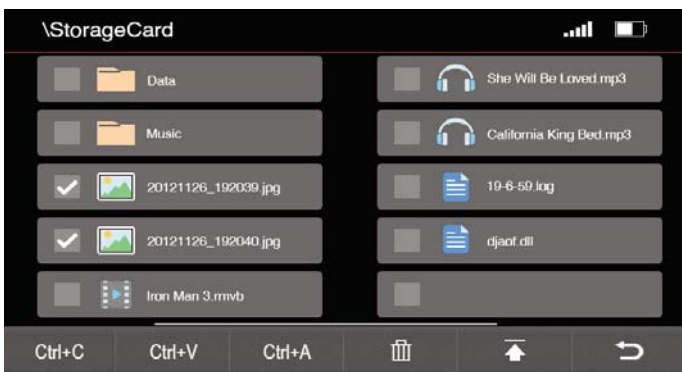 \StorageCard
Data
Music
20121126_192039.jpg
20121126_192040.jpg
Iron Man 3.rmvb
She Will Be Loved.mp3
California King Bed.mp3
19-6-59.log
djaof.dll
Ctrl+C Ctrl+V Ctrl+A